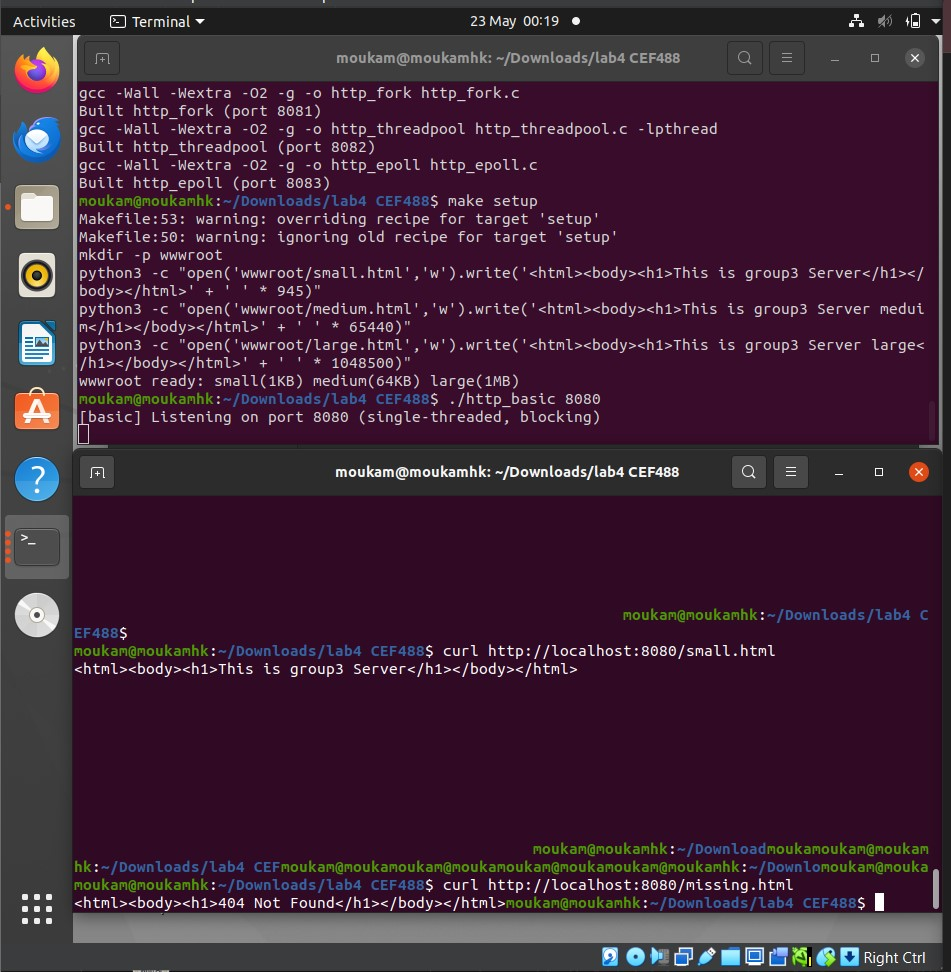 Activities
Terminal
23 May 00:19
moukam@moukamhk: ~/Downloads/lab4 CEF488
gcc -Wall -Wextra -O2 -g -o http_fork http_fork.c
Built http_fork (port 8081)
gcc -Wall -Wextra -O2 -g -o http_threadpool http_threadpool.c -lpthread
Built http_threadpool (port 8082)
gcc -Wall -Wextra -O2 -g -o http_epoll http_epoll.c
Built http_epoll (port 8083)
moukam@moukamhk:~/Downloads/lab4 CEF488$ make setup
Makefile:53: warning: overriding recipe for target 'setup'
Makefile:50: warning: ignoring old recipe for target 'setup'
mkdir -p wwwroot
python3 -c "open('wwwroot/small.html','w').write('<html><body><h1>This is group3 Server</h1></
body></html>' + ' ' * 945)"
python3 -c "open('wwwroot/medium.html','w').write('<html><body><h1>This is group3 Server medui
m</h1></body></html>' + ' ' * 65440)"
python3 -c "open('wwwroot/large.html','w').write('<html><body><h1>This is group3 Server large<
/h1></body></html>' + ' ' * 1048500)"
wwwroot ready: small(1KB) medium(64KB) large(1MB)
moukam@moukamhk:~/Downloads/lab4 CEF488$ ./http_basic 8080
[basic] Listening on port 8080 (single-threaded, blocking)
moukam@moukamhk: ~/Downloads/lab4 CEF488
moukam@moukamhk:~/Downloads/lab4 C
EF488$
moukam@moukamhk:~/Downloads/lab4 CEF488$ curl http://localhost:8080/small.html
<html><body><h1>This is group3 Server</h1></body></html>
moukam@moukamhk:~/Downloadmoukamoukam@moukam
hk:~/Downloads/lab4 CEFmoukam@moukamoukam@moukamoukam@moukamoukam@moukamhk:~/Downlomoukam@mouka
moukam@moukamhk:~/Downloads/lab4 CEF488$ curl http://localhost:8080/missing.html
<html><body><h1>404 Not Found</h1></body></html>moukam@moukamhk:~/Downloads/lab4 CEF488$
Right Ctrl